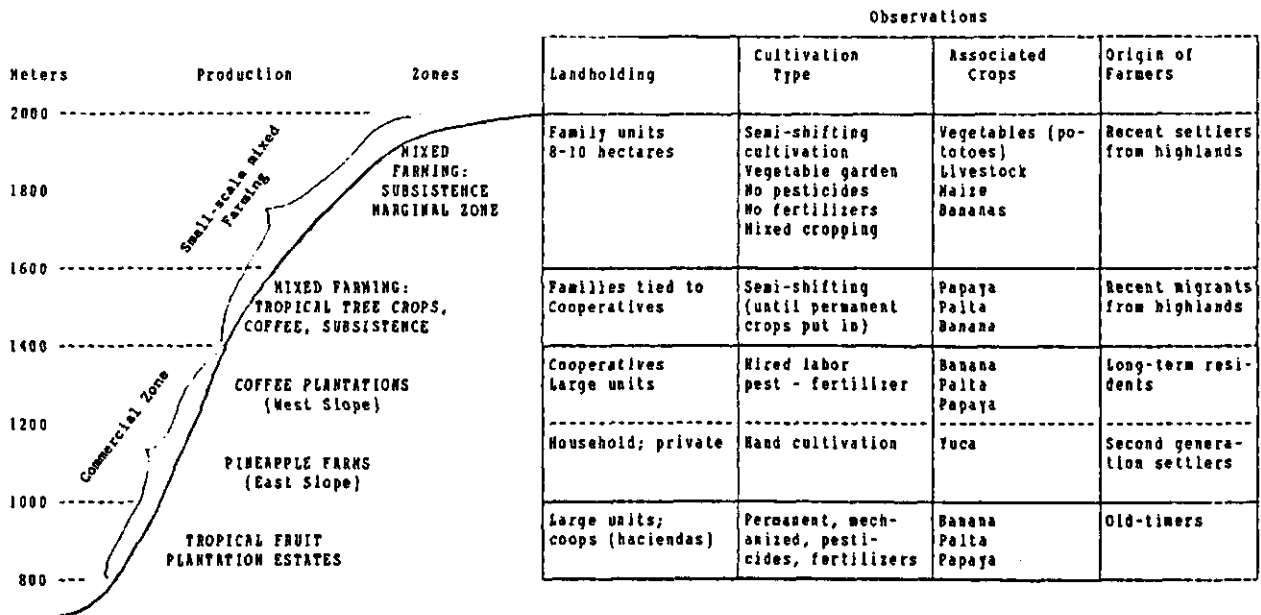 Observations
Meters Production Zones Landholding Cultivation Type Associated Crops Origin of Farmers
2000
Small-scale mixed Farming
MIXED FARMING: SUBSISTENCE MARGINAL ZONE
1800
Family units
8-10 hectares
Semi-shifting
cultivation
Vegetable garden
No pesticides
No fertilizers
Mixed cropping
Vegetables (po-
totoes)
Livestock
Maize
Bananas
Recent settlers
from highlands
1600
MIXED FARMING:
TROPICAL TREE CROPS,
COFFEE, SUBSISTENCE
Families tied to
Cooperatives
Semi-shifting
(until permanent
crops put in)
Papaya
Palta
Banana
Recent migrants
from highlands
1400
Commercial Zone
COFFEE PLANTATIONS
(West Slope)
Cooperatives
Large units
Hired labor
pest - fertilizer
Banana
Palta
Papaya
Long-term resi-
dents
1200
PINEAPPLE FARMS
(East Slope)
Household; private
Hand cultivation
Yuca
Second genera-
tion settlers
1000
TROPICAL FRUIT
PLANTATION ESTATES
Large units;
coops (haciendas)
Permanent, mech-
anized, pesti-
cides, fertilizers
Banana
Palta
Papaya
Old-timers
800